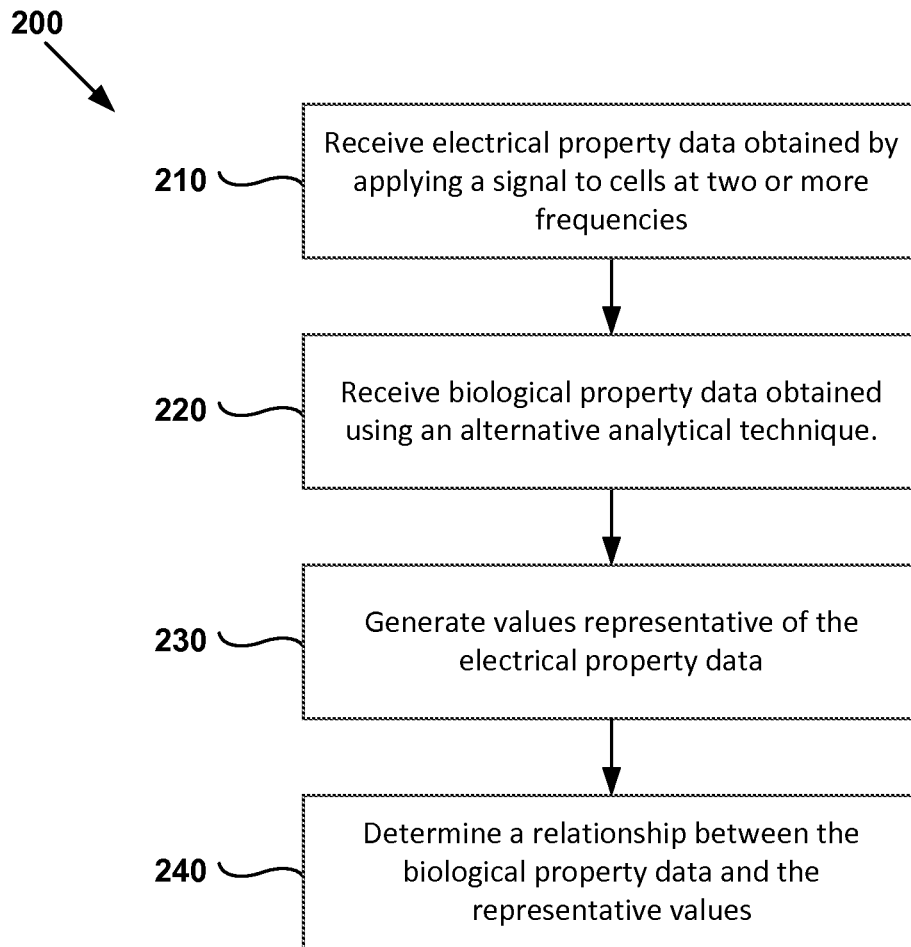 200
210
Receive electrical property data obtained by
applying a signal to cells at two or more
frequencies
220
Receive biological property data obtained
using an alternative analytical technique.
230
Generate values representative of the
electrical property data
240
Determine a relationship between the
biological property data and the
representative values